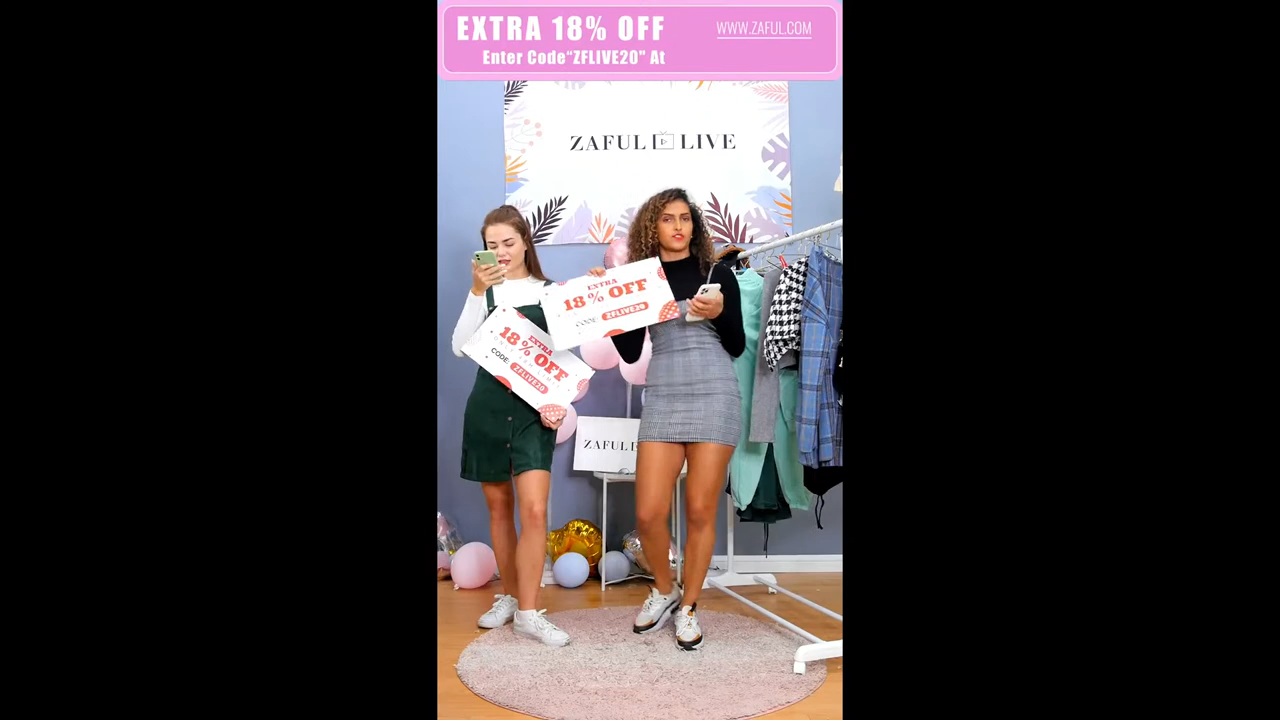 EXTRA 18% OFF
Enter Code“ZFLIVE20” At
WWW.ZAFUL.COM
ZAFUL LIVE
EXTRA
18% OFF
CODE: ZFLIVE20
EXTRA
18% OFF
CODE: ZFLIVE20
ZAFUL